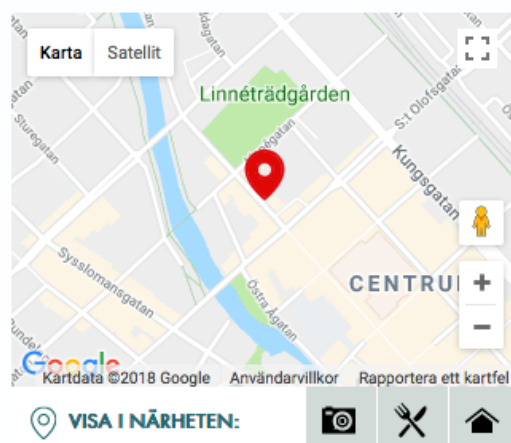 Karta Satellit
Linnéträdgården
S:t Olofsgatan
Sturegatan
Kungsgatan
Sysslomansgatan
CENTRU
Östra Ågatan
Google
Kartdata ©2018 Google Användarvillkor Rapportera ett kartfel
VISA I NÄRHETEN: